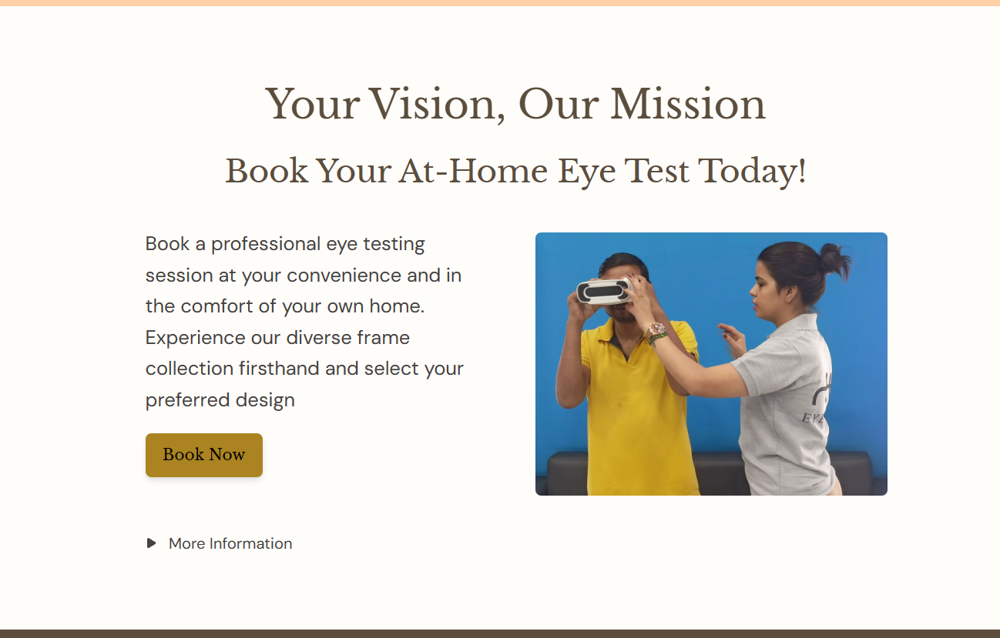 Your Vision, Our Mission
Book Your At-Home Eye Test Today!
Book a professional eye testing
session at your convenience and in
the comfort of your own home.
Experience our diverse frame
collection firsthand and select your
preferred design
Book Now
More Information